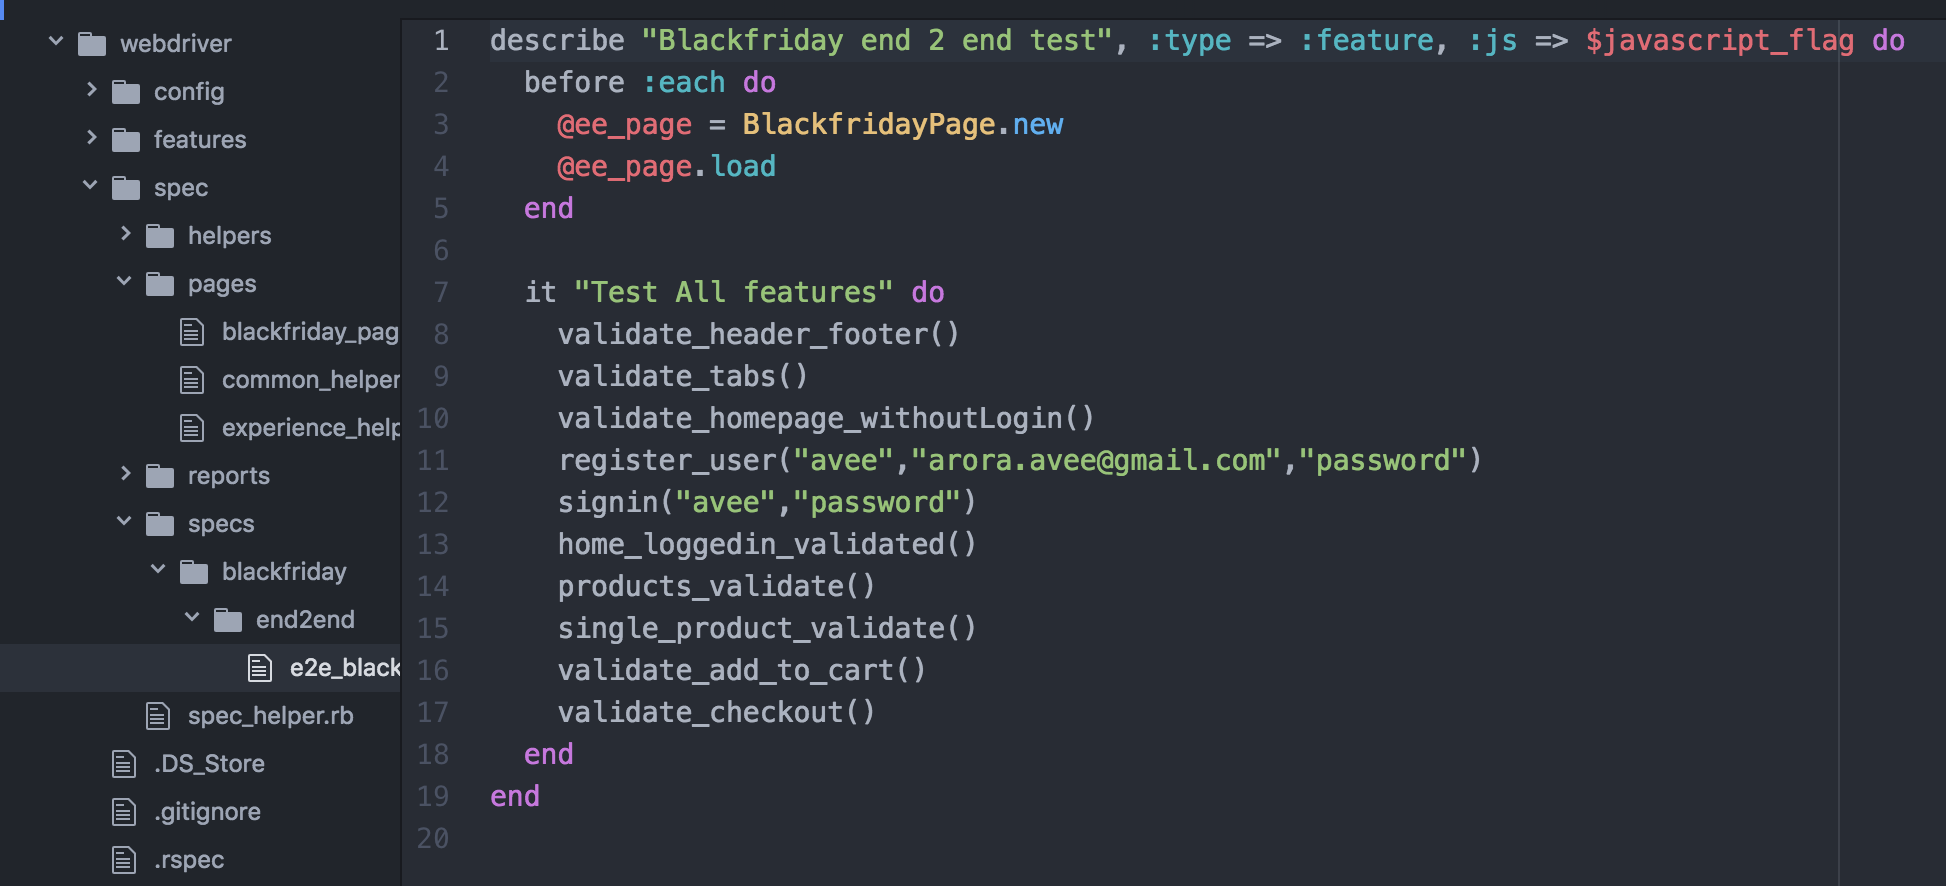 webdriver
config
features
spec
helpers
pages
blackfriday_pag
common_helper
experience_help
reports
specs
blackfriday
end2end
e2e_black
spec_helper.rb
.DS_Store
.gitignore
.rspec
1 describe "Blackfriday end 2 end test", :type => :feature, :js => $javascript_flag do
2 before :each do
3 @ee_page = BlackfridayPage.new
4 @ee_page.load
5 end
6
7 it "Test All features" do
8 validate_header_footer()
9 validate_tabs()
10 validate_homepage_withoutLogin()
11 register_user("avee","arora.avee@gmail.com","password")
12 signin("avee","password")
13 home_loggedin_validated()
14 products_validate()
15 single_product_validate()
16 validate_add_to_cart()
17 validate_checkout()
18 end
19 end
20